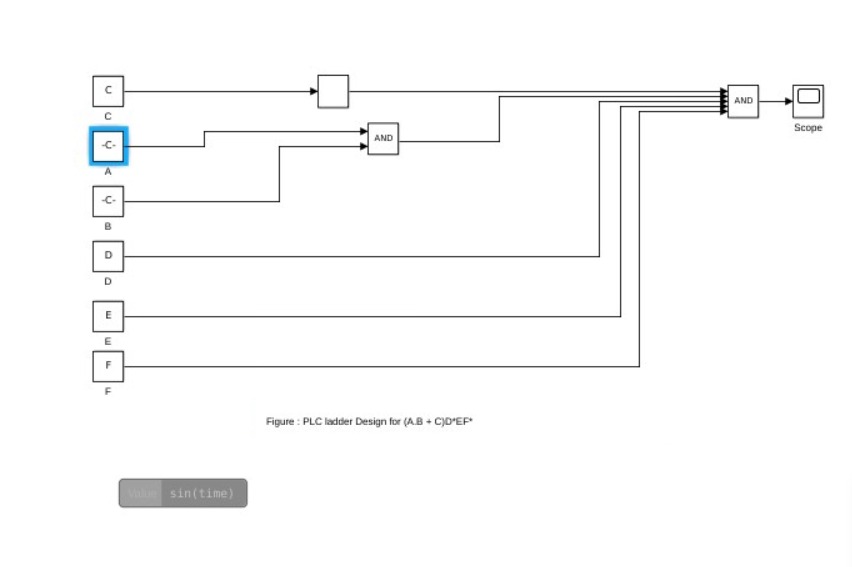 C
C
-C-
A
AND
-C-
B
D
D
E
E
F
F
AND
Scope
Figure : PLC ladder Design for (A.B + C)D*EF*
Value sin(time)